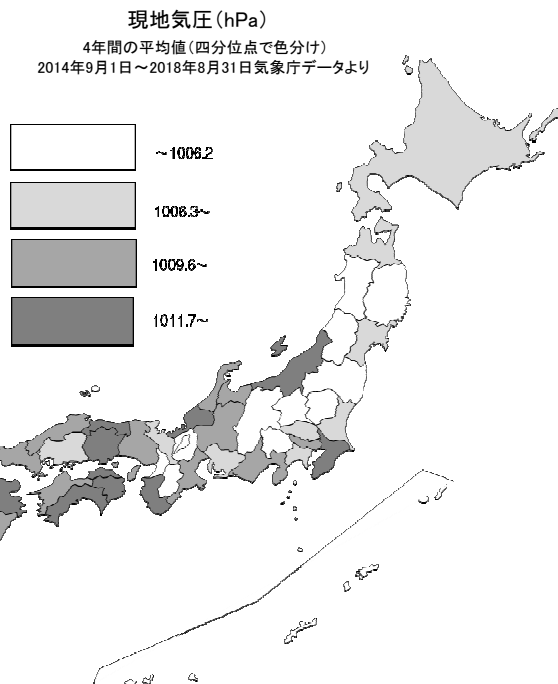 現地気圧（hPa）
4年間の平均値（四分位点で色分け）
2014年9月1日～2018年8月31日気象庁データより
～1006.2
1006.3～
1009.6～
1011.7～